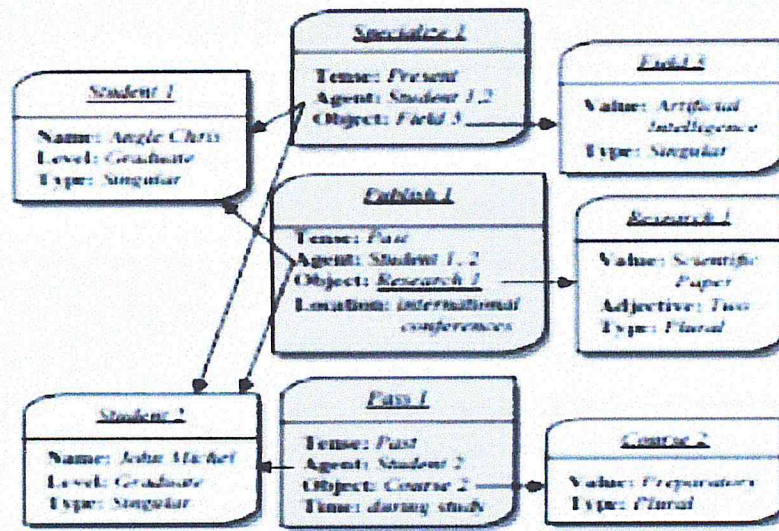 Specialize 1
Tense: Present
Agent: Student 1,2
Object: Field 3
Student 1
Name: Angie Chris
Level: Graduate
Type: Singular
Field 3
Value: Artificial
Intelligence
Type: Singular
Publish 1
Tense: Past
Agent: Student 1, 2
Object: Research 1
Location: international
conferences
Research 1
Value: Scientific
Paper
Adjective: Two
Type: Plural
Student 2
Name: John Michel
Level: Graduate
Type: Singular
Pass 1
Tense: Past
Agent: Student 2
Object: Course 2
Time: during study
Course 2
Value: Preparatory
Type: Plural